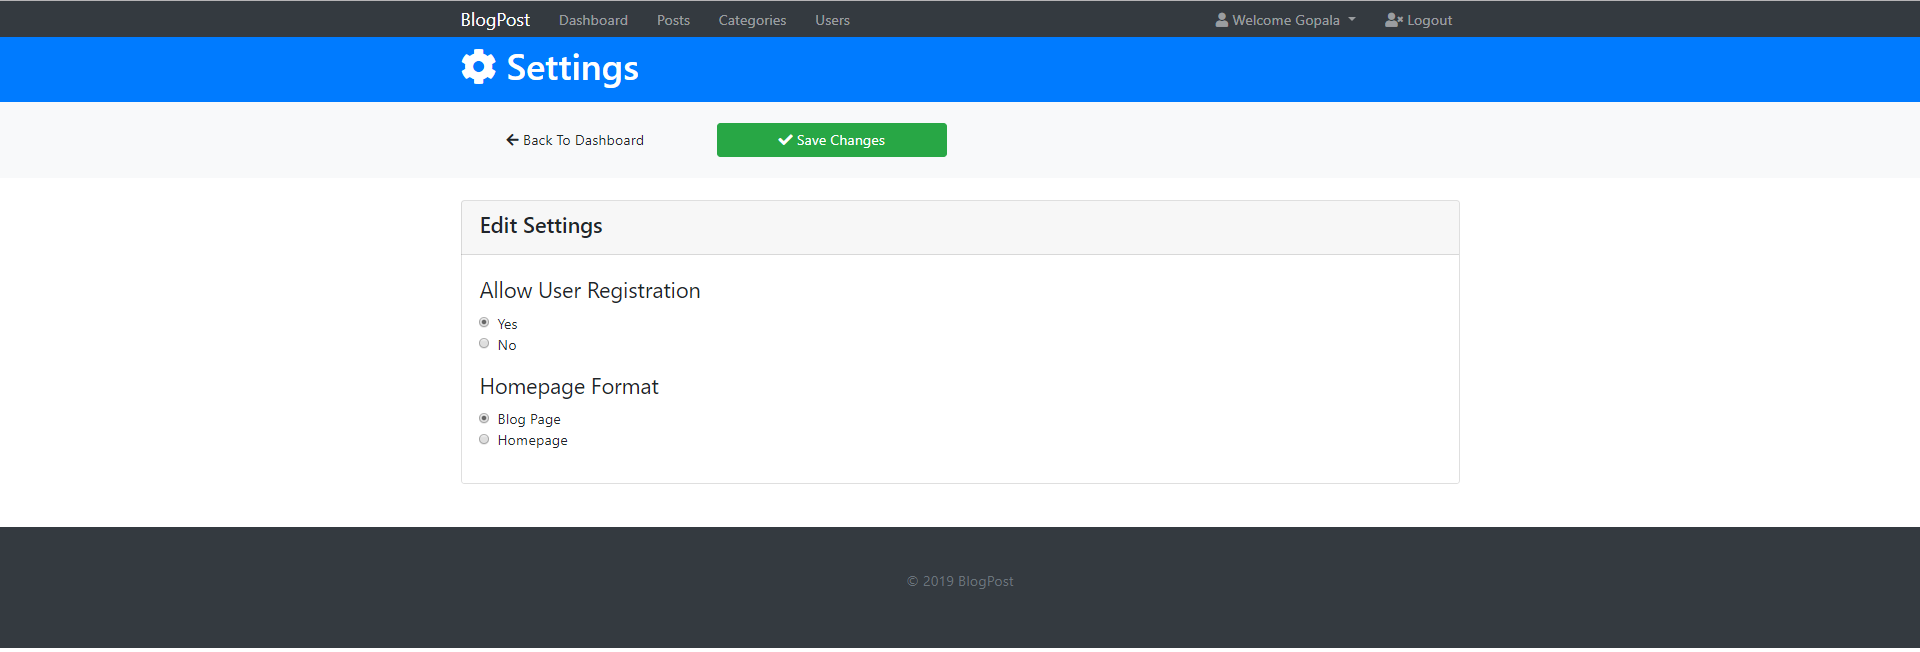 BlogPost Dashboard Posts Categories Users Welcome Gopala Logout
Settings
Back To Dashboard Save Changes
Edit Settings
Allow User Registration
Yes
No
Homepage Format
Blog Page
Homepage
© 2019 BlogPost